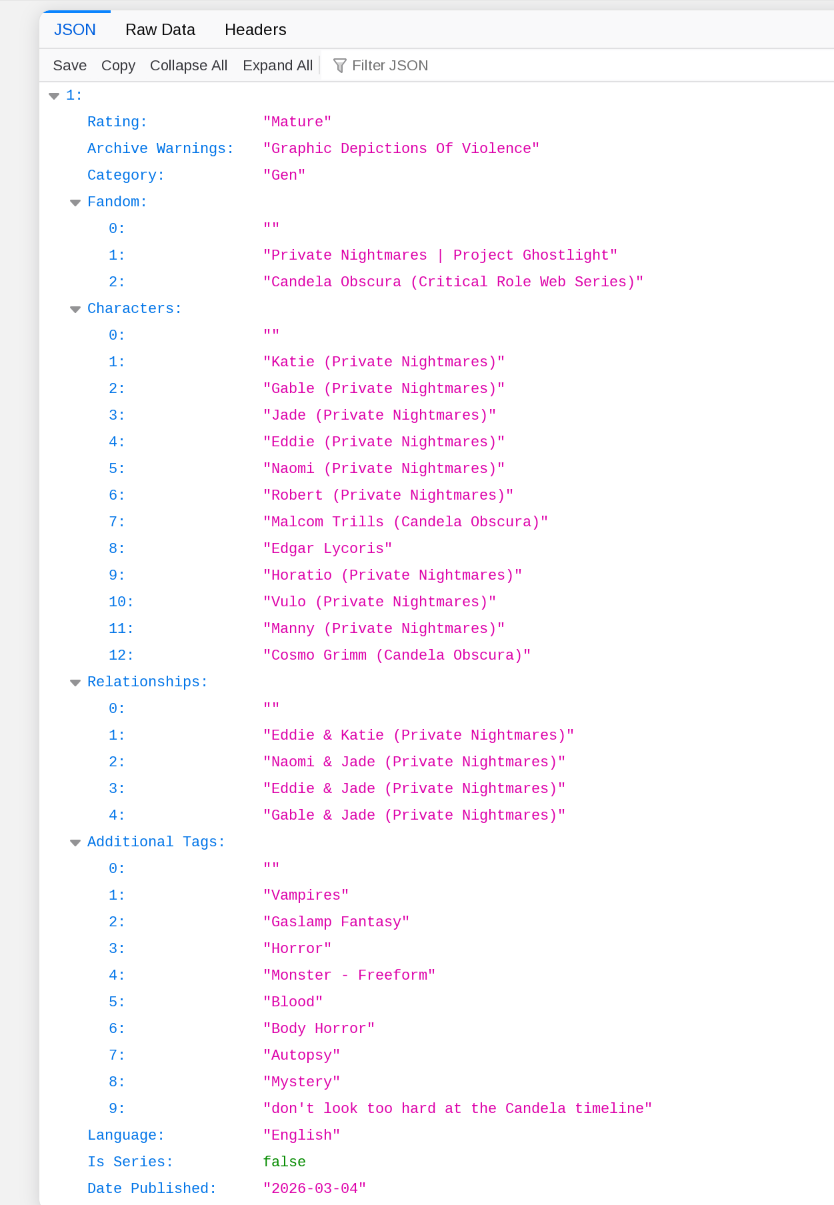 JSON Raw Data Headers
Save Copy Collapse All Expand All Filter JSON
1:
Rating: "Mature"
Archive Warnings: "Graphic Depictions Of Violence"
Category: "Gen"
Fandom:
0: ""
1: "Private Nightmares | Project Ghostlight"
2: "Candela Obscura (Critical Role Web Series)"
Characters:
0: ""
1: "Katie (Private Nightmares)"
2: "Gable (Private Nightmares)"
3: "Jade (Private Nightmares)"
4: "Eddie (Private Nightmares)"
5: "Naomi (Private Nightmares)"
6: "Robert (Private Nightmares)"
7: "Malcom Trills (Candela Obscura)"
8: "Edgar Lycoris"
9: "Horatio (Private Nightmares)"
10: "Vulo (Private Nightmares)"
11: "Manny (Private Nightmares)"
12: "Cosmo Grimm (Candela Obscura)"
Relationships:
0: ""
1: "Eddie & Katie (Private Nightmares)"
2: "Naomi & Jade (Private Nightmares)"
3: "Eddie & Jade (Private Nightmares)"
4: "Gable & Jade (Private Nightmares)"
Additional Tags:
0: ""
1: "Vampires"
2: "Gaslamp Fantasy"
3: "Horror"
4: "Monster - Freeform"
5: "Blood"
6: "Body Horror"
7: "Autopsy"
8: "Mystery"
9: "don't look too hard at the Candela timeline"
Language: "English"
Is Series: false
Date Published: "2026-03-04"